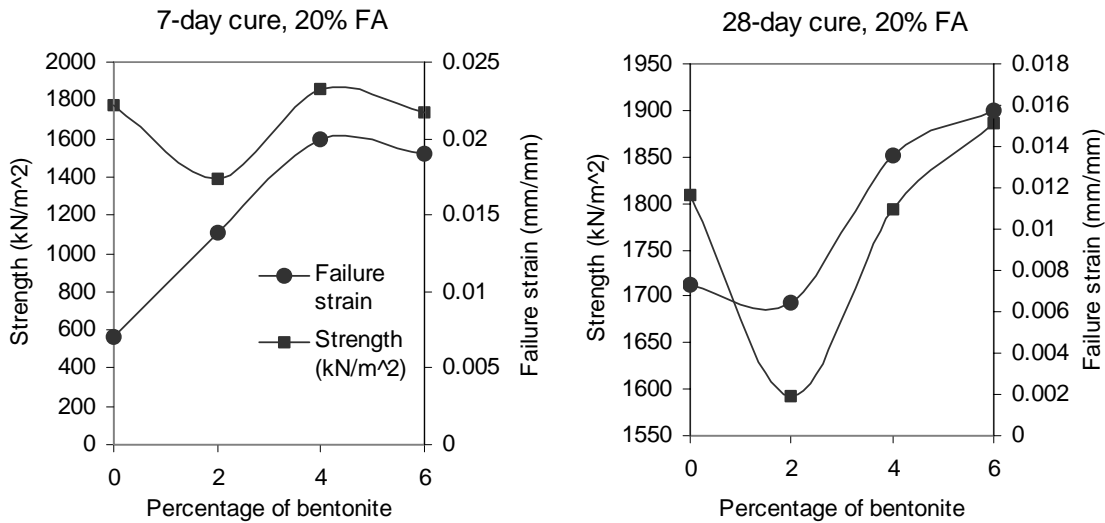 7-day cure, 20% FA
2000
1800
1600
1400
1200
1000
800
600
400
200
0
Strength (kN/m^2)
0.025
0.02
0.015
0.01
0.005
0
Failure strain (mm/mm)
Failure
strain
Strength
(kN/m^2)
0 2 4 6
Percentage of bentonite
28-day cure, 20% FA
1950
1900
1850
1800
1750
1700
1650
1600
1550
Strength (kN/m^2)
0.018
0.016
0.014
0.012
0.01
0.008
0.006
0.004
0.002
0
Failure strain (mm/mm)
0 2 4 6
Percentage of bentonite